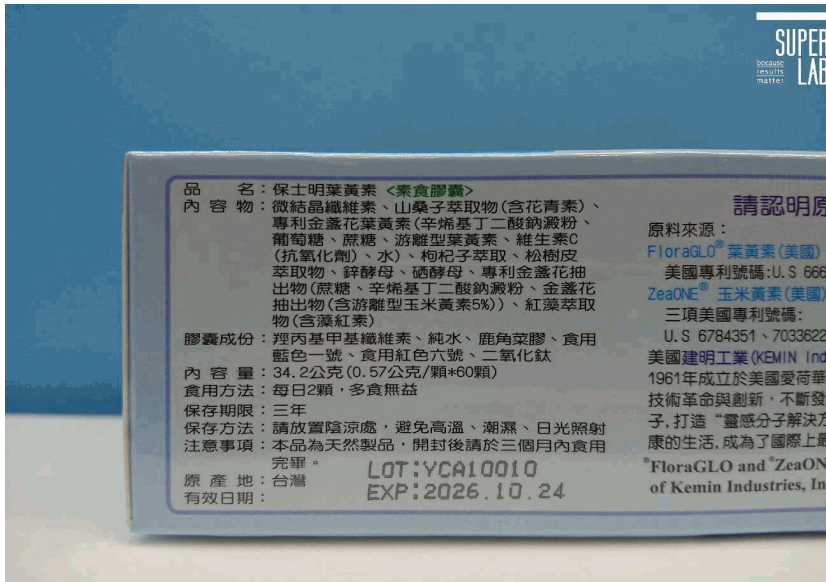 SUPER
LAB
because
results
matter
品名：保士明葉黃素 <素食膠囊>
內容物：微結晶纖維素、山桑子萃取物(含花青素)、
專利金盞花葉黃素(辛烯基丁二酸鈉澱粉、
葡萄糖、蔗糖、游離型葉黃素、維生素C
(抗氧化劑)、水)、枸杞子萃取、松樹皮
萃取物、鋅酵母、硒酵母、專利金盞花抽
出物(蔗糖、辛烯基丁二酸鈉澱粉、金盞花
抽出物(含游離型玉米黃素5%))、紅藻萃取
物(含藻紅素)
膠囊成份：羥丙基甲基纖維素、純水、鹿角菜膠、食用
藍色一號、食用紅色六號、二氧化鈦
內容量：34.2公克(0.57公克/顆*60顆)
食用方法：每日2顆，多食無益
保存期限：三年
保存方法：請放置陰涼處，避免高溫、潮濕、日光照射
注意事項：本品為天然製品，開封後請於三個月內食用
完畢。
原產地：台灣
有效日期：
LOT:YCA10010
EXP:2026.10.24
請認明原
原料來源：
FloraGLO® 葉黃素(美國)
美國專利號碼:U.S 666
ZeaONE® 玉米黃素(美國)
三項美國專利號碼:
U.S 6784351、7033622
美國建明工業(KEMIN Ind
1961年成立於美國愛荷華
技術革命與創新，不斷發
子,打造“靈感分子解決方
康的生活,成為了國際上最
®FloraGLO and ®ZeaON
of Kemin Industries, In